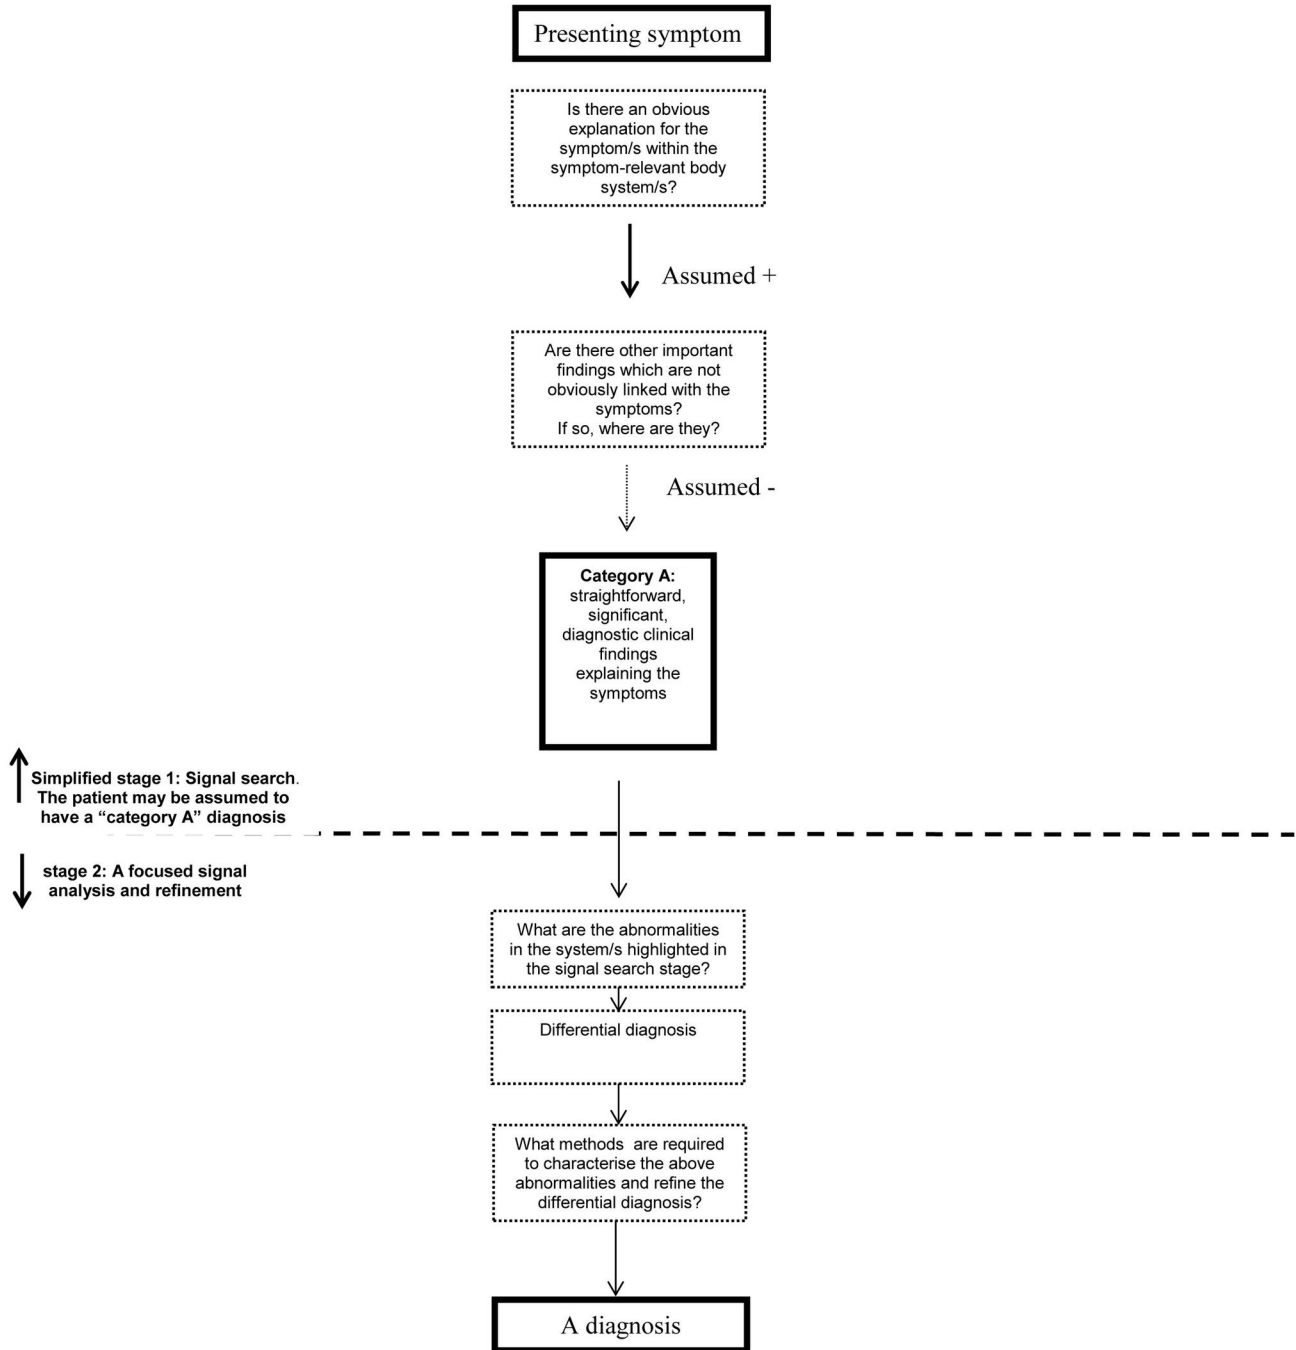 Presenting symptom
Is there an obvious
explanation for the
symptom/s within the
symptom-relevant body
system/s?
Assumed +
Are there other important
findings which are not
obviously linked with the
symptoms?
If so, where are they?
Assumed -
Category A:
straightforward,
significant,
diagnostic clinical
findings
explaining the
symptoms
Simplified stage 1: Signal search.
The patient may be assumed to
have a “category A” diagnosis
stage 2: A focused signal
analysis and refinement
What are the abnormalities
in the system/s highlighted in
the signal search stage?
Differential diagnosis
What methods are required
to characterise the above
abnormalities and refine the
differential diagnosis?
A diagnosis